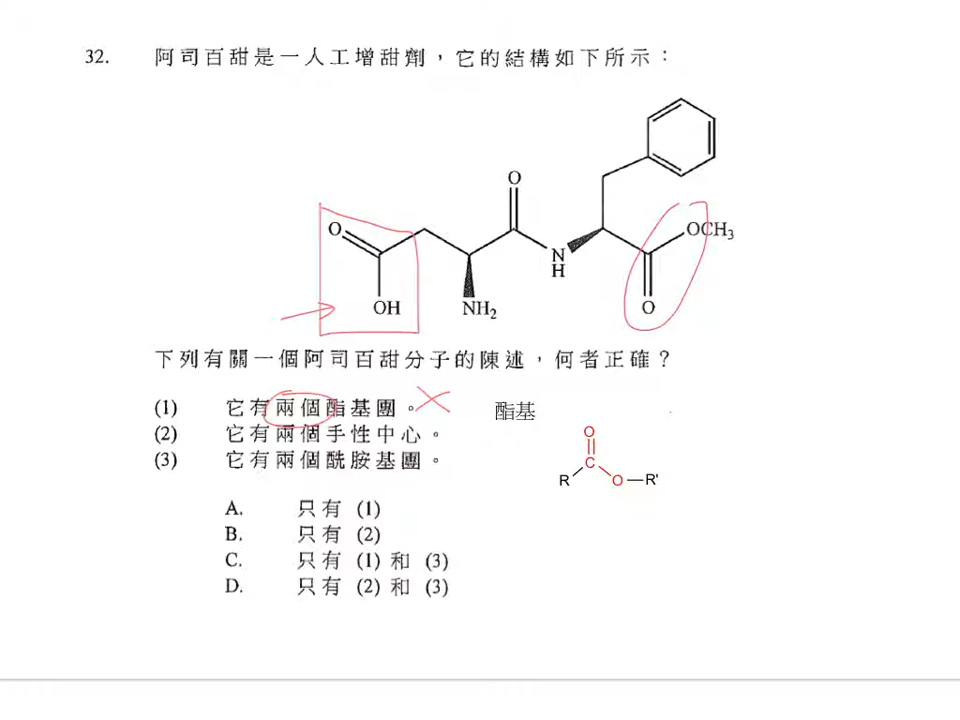 32. 阿司百甜是一人工增甜劑，它的結構如下所示：
O
O
OCH3
N
H
O
OH
NH2
O
下列有關一個阿司百甜分子的陳述，何者正確？
(1) 它有兩個酯基團。
酯基
(2) 它有兩個手性中心。
(3) 它有兩個酰胺基團。
O
C
R
O
R'
A. 只有 (1)
B. 只有 (2)
C. 只有 (1) 和 (3)
D. 只有 (2) 和 (3)